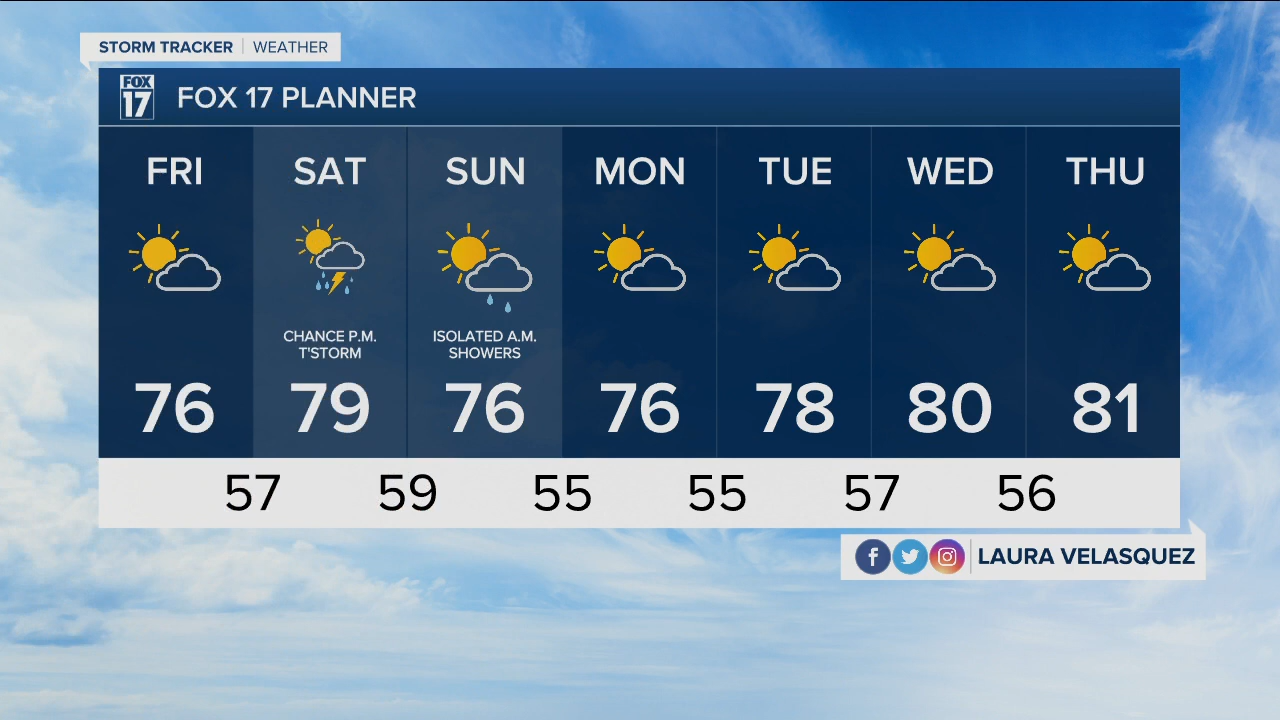 STORM TRACKER | WEATHER
FOX 17
FOX 17 PLANNER
FRI SAT SUN MON TUE WED THU
CHANCE P.M. ISOLATED A.M.
T'STORM SHOWERS
76 79 76 76 78 80 81
57 59 55 55 57 56
LAURA VELASQUEZ